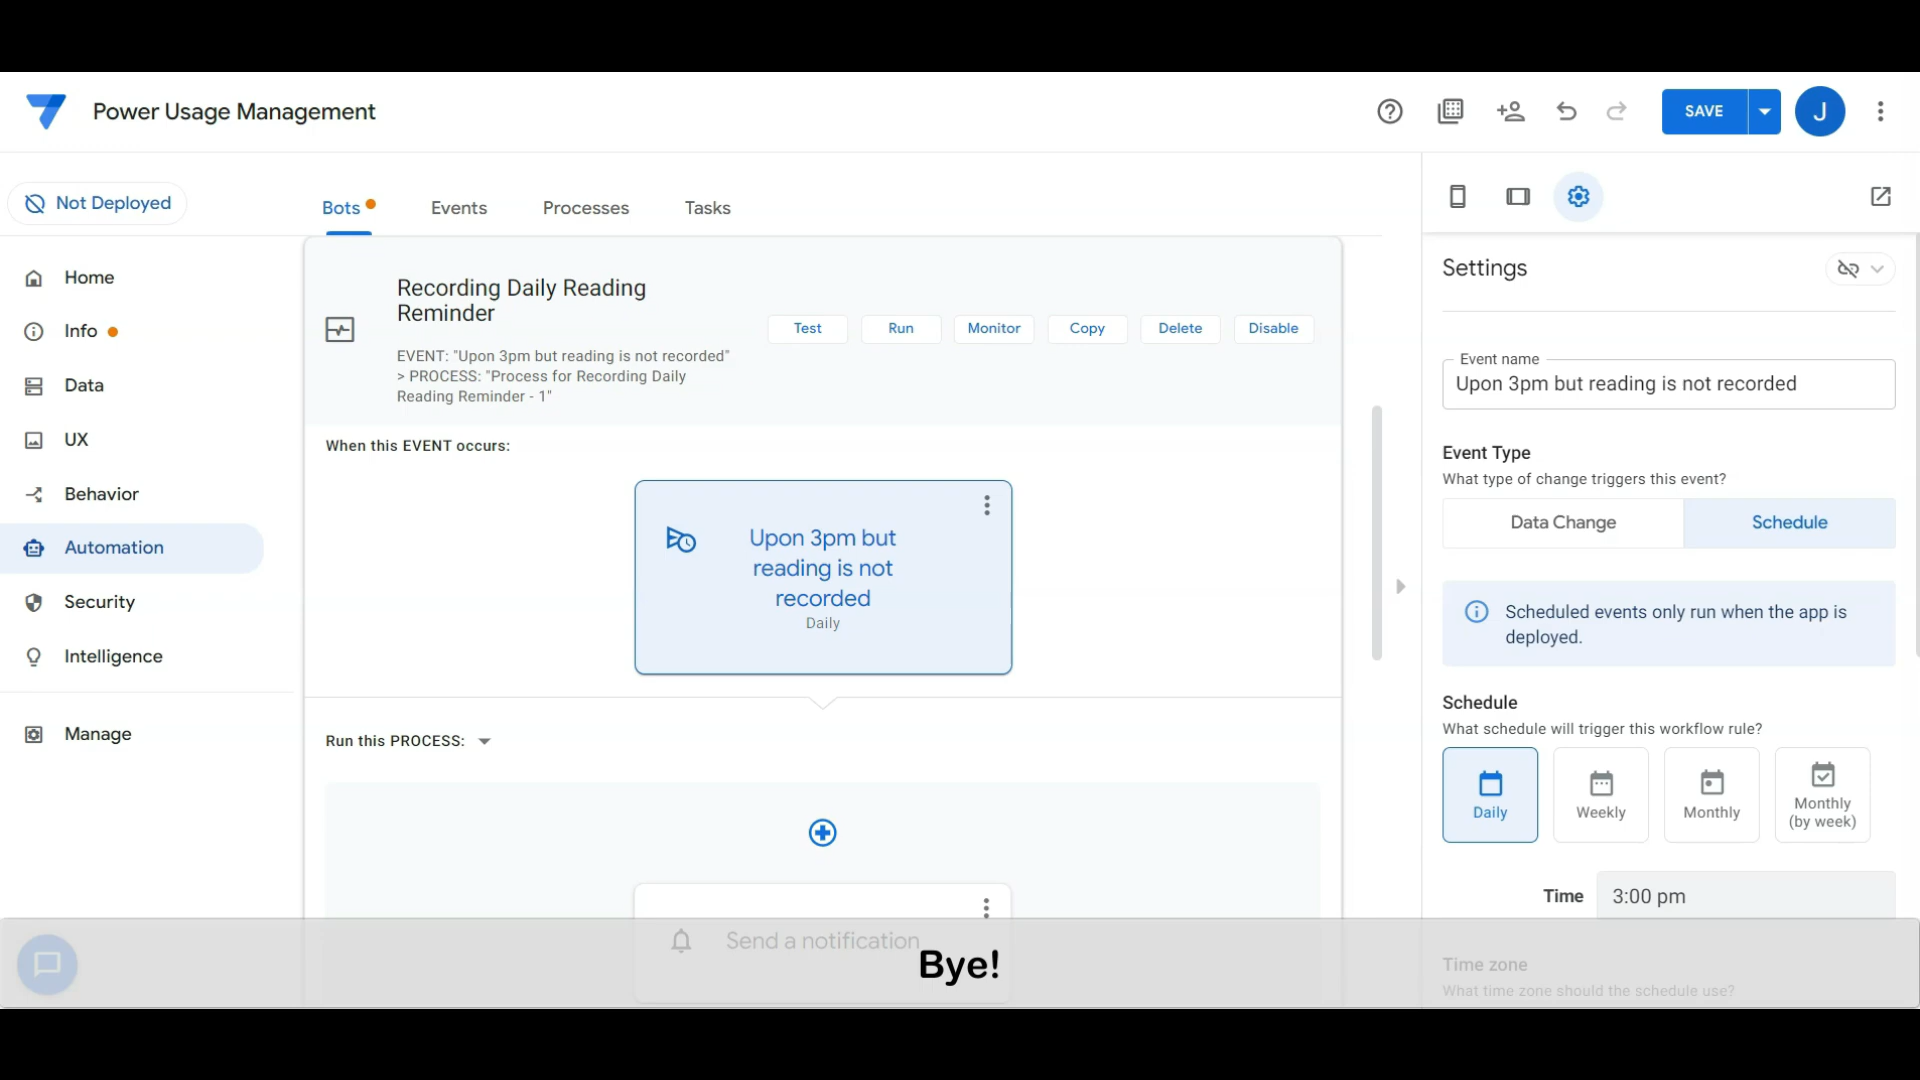 Power Usage Management
SAVE
J
Not Deployed
Bots
Events
Processes
Tasks
Home
Info
Data
UX
Behavior
Automation
Security
Intelligence
Manage
Recording Daily Reading
Reminder
EVENT: "Upon 3pm but reading is not recorded"
> PROCESS: "Process for Recording Daily
Reading Reminder - 1"
Test
Run
Monitor
Copy
Delete
Disable
When this EVENT occurs:
Upon 3pm but
reading is not
recorded
Daily
Run this PROCESS:
Send a notification
Settings
Event name
Upon 3pm but reading is not recorded
Event Type
What type of change triggers this event?
Data Change
Schedule
Scheduled events only run when the app is
deployed.
Schedule
What schedule will trigger this workflow rule?
Daily
Weekly
Monthly
Monthly
(by week)
Time
3:00 pm
Time zone
What time zone should the schedule use?
Bye!